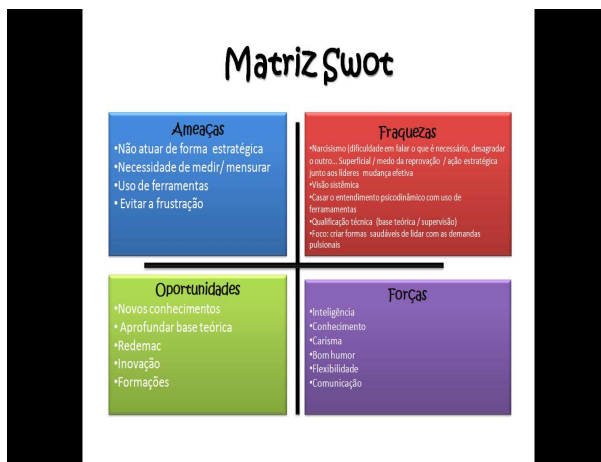 Matriz Swot
Ameaças
•Não atuar de forma estratégica
•Necessidade de medir/ mensurar
•Uso de ferramentas
• Evitar a frustração
Fraquezas
•Narcisismo (dificuldade em falar o que é necessário, desagradar
o outro... Superficial / medo da reprovação / ação estratégica
junto aos líderes mudança efetiva
•Visão sistêmica
•Casar o entendimento psicodinâmico com uso de
ferramamentas
•Qualificação técnica (base teórica / supervisão)
•Foco: criar formas saudáveis de lidar com as demandas
pulsionais
Oportunidades
•Novos conhecimentos
• Aprofundar base teórica
•Redemac
•Inovação
•Formações
Forças
•Inteligência
•Conhecimento
•Carisma
•Bom humor
•Flexibilidade
•Comunicação